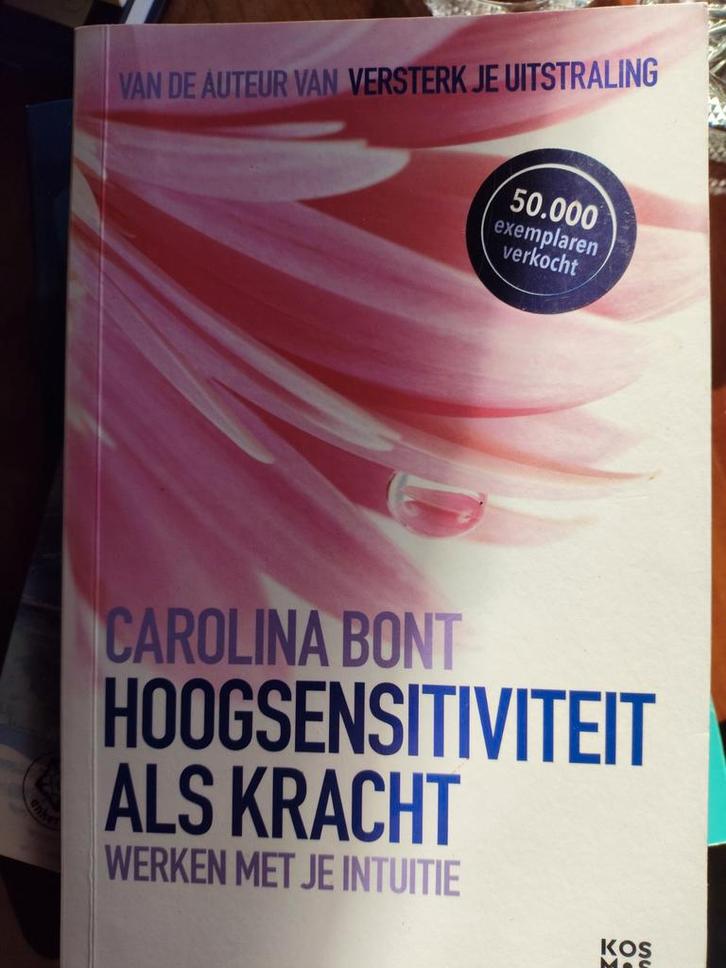 VAN DE AUTEUR VAN VERSTERK JE UITSTRALING
50.000
exemplaren
verkocht
CAROLINA BONT
HOOGSENSITIVITEIT
ALS KRACHT
WERKEN MET JE INTUITIE
KOS
M•S